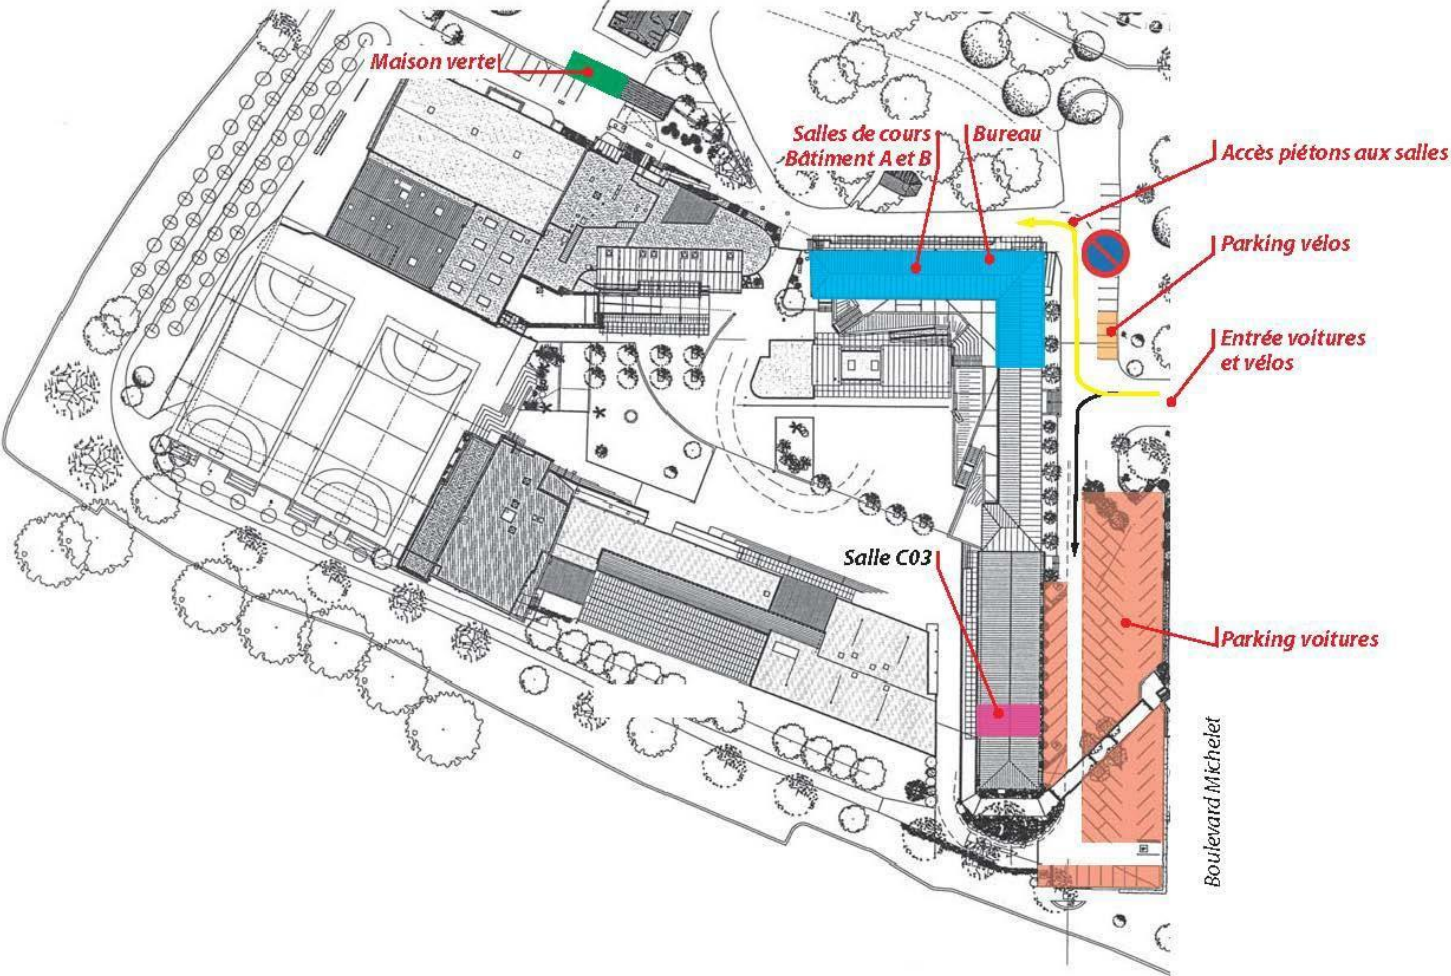 Maison verte
Salles de cours
Bâtiment A et B
Bureau
Accès piétons aux salles
Parking vélos
Entrée voitures
et vélos
Salle C03
Parking voitures
Boulevard Michelet